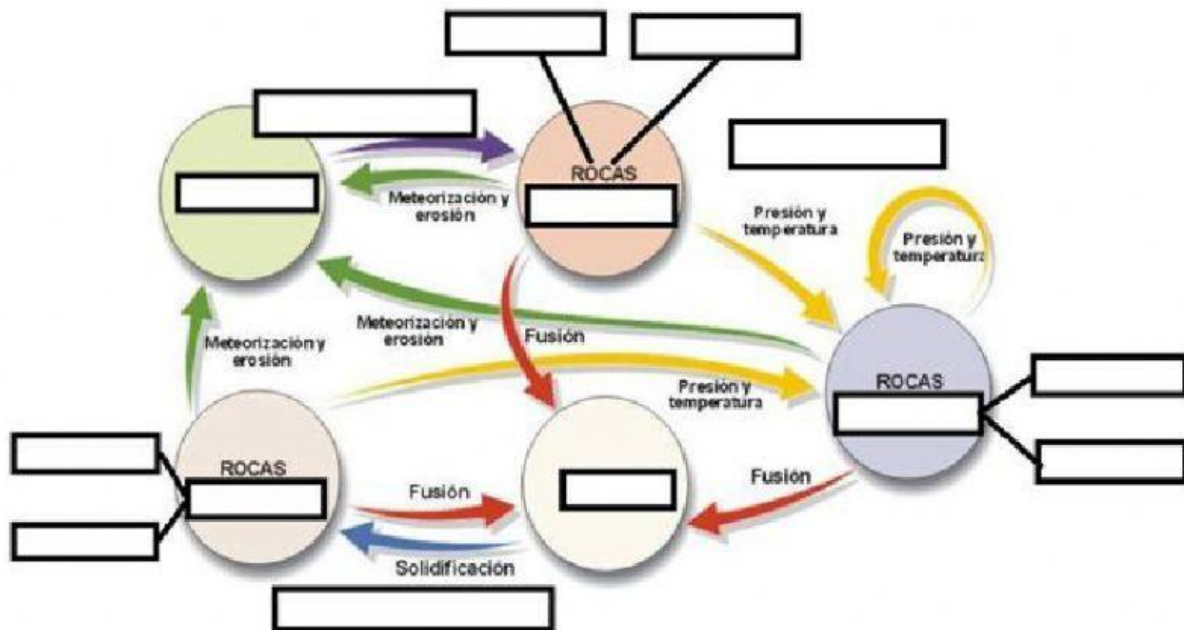 ROCAS
Meteorización y
erosión
Presión y
temperatura
Presión y
temperatura
Meteorización y
erosión
Meteorización y
erosión
Fusión
Presión y
temperatura
ROCAS
ROCAS
Fusión
Fusión
Solidificación